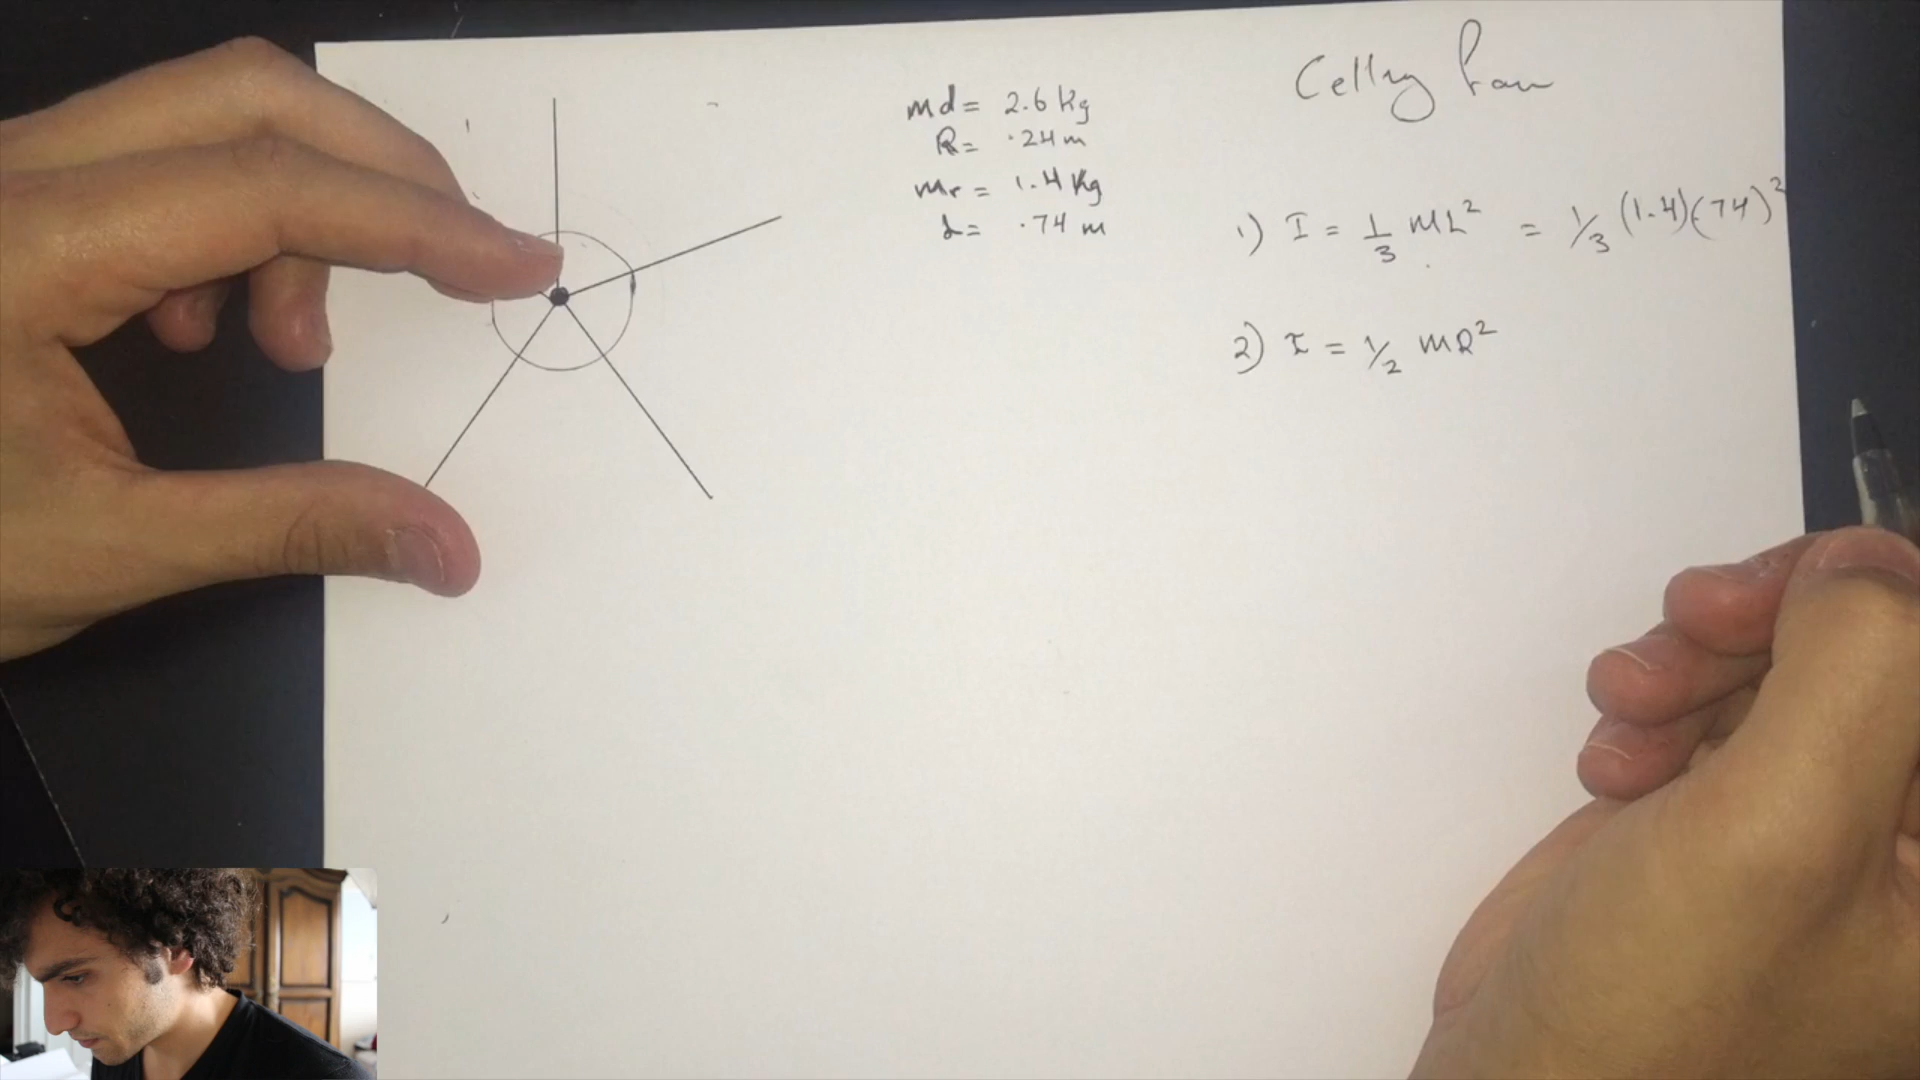 Celling fan
md = 2.6 kg
R = .24 m
mr = 1.4 kg
L = .74 m
1) I = 1/3 ML² = 1/3 (1.4)(.74)²
2) I = 1/2 MR²